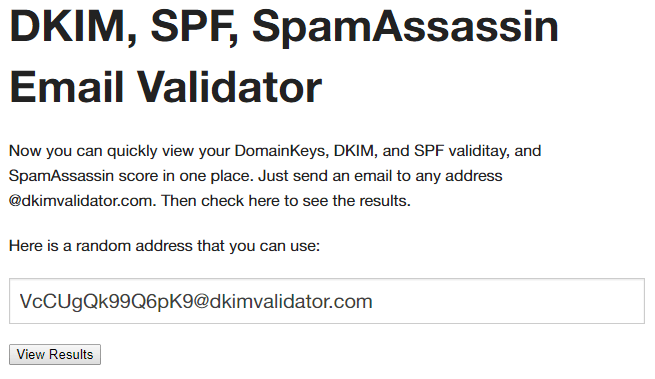 DKIM, SPF, SpamAssassin
Email Validator
Now you can quickly view your DomainKeys, DKIM, and SPF validitay, and
SpamAssassin score in one place. Just send an email to any address
@dkimvalidator.com. Then check here to see the results.
Here is a random address that you can use:
VcCUgQk99Q6pK9@dkimvalidator.com
View Results